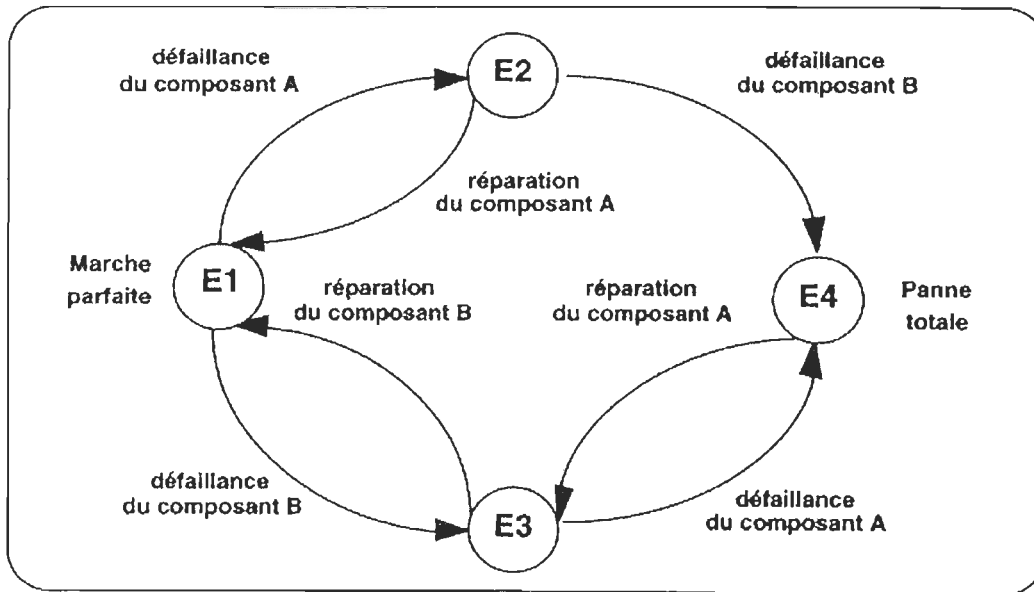 défaillance
du composant A
E2
défaillance
du composant B
réparation
du composant A
Marche
parfaite
E1
réparation
du composant B
réparation
du composant A
E4
Panne
totale
défaillance
du composant B
E3
défaillance
du composant A